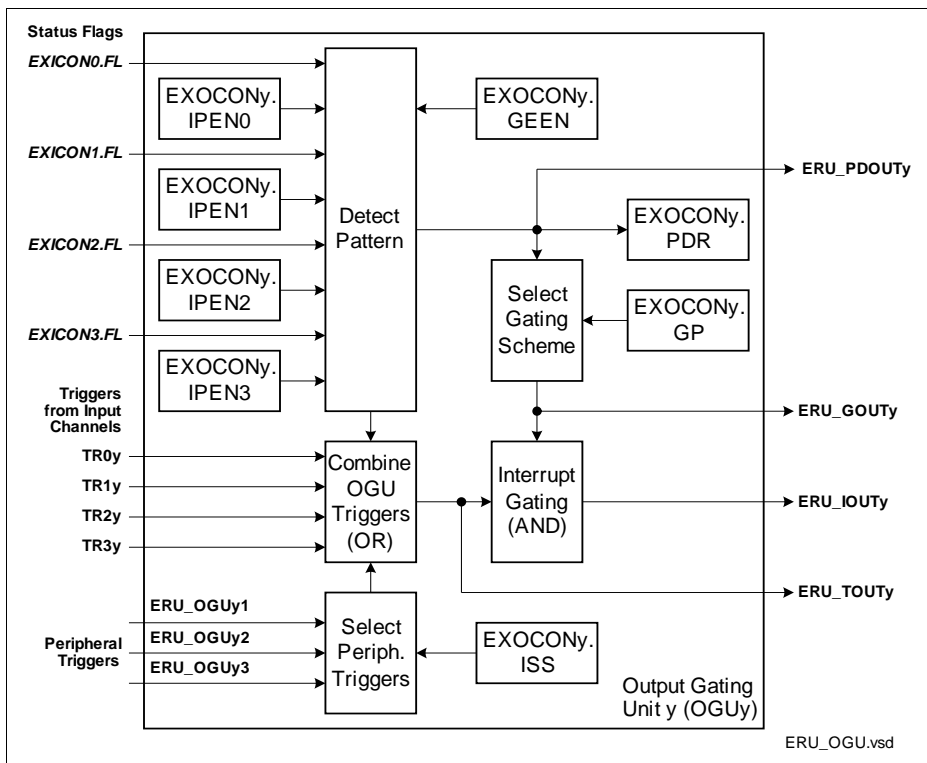 Status Flags
EXICON0.FL
EXOCONy.
IPEN0
EXICON1.FL
EXOCONy.
IPEN1
EXICON2.FL
EXOCONy.
IPEN2
EXICON3.FL
EXOCONy.
IPEN3
Detect
Pattern
EXOCONy.
GEEN
ERU_PDOUTy
EXOCONy.
PDR
Select
Gating
Scheme
EXOCONy.
GP
ERU_GOUTy
Triggers
from Input
Channels
TR0y
TR1y
TR2y
TR3y
Combine
OGU
Triggers
(OR)
Interrupt
Gating
(AND)
ERU_IOUTy
ERU_TOUTy
Peripheral
Triggers
ERU_OGUy1
ERU_OGUy2
ERU_OGUy3
Select
Periph.
Triggers
EXOCONy.
ISS
Output Gating
Unit y (OGUy)
ERU_OGU.vsd